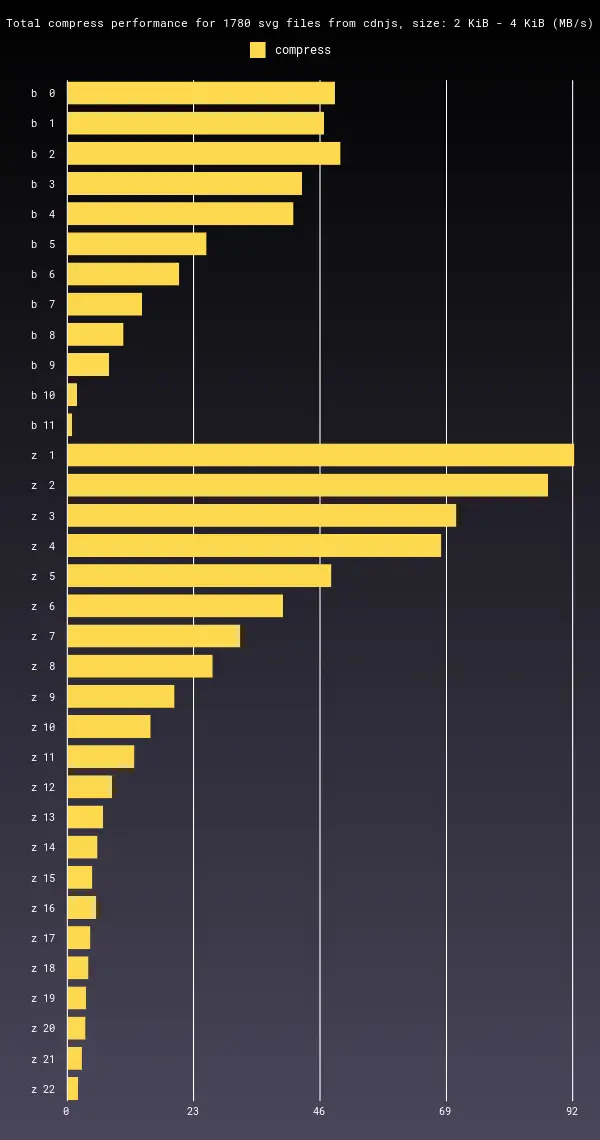 Total compress performance for 1780 svg files from cdnjs, size: 2 KiB - 4 KiB (MB/s)
compress
b 0
b 1
b 2
b 3
b 4
b 5
b 6
b 7
b 8
b 9
b 10
b 11
z 1
z 2
z 3
z 4
z 5
z 6
z 7
z 8
z 9
z 10
z 11
z 12
z 13
z 14
z 15
z 16
z 17
z 18
z 19
z 20
z 21
z 22
0 23 46 69 92